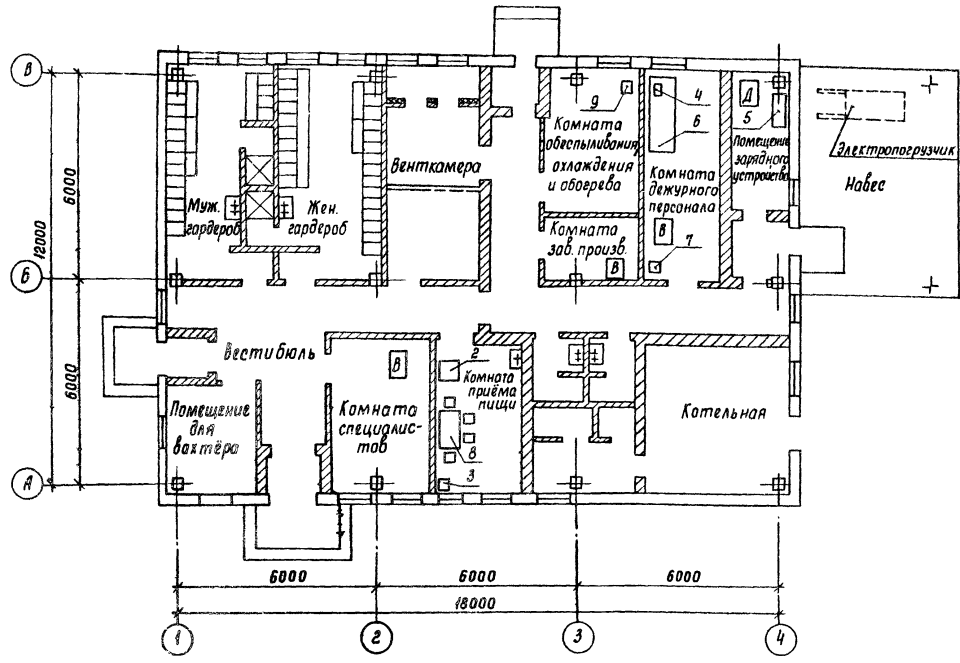 В
9
4
6
Д
5
Комната
обеспыливания
охлаждения
и обогрева
Помещение
зарядного
устройства
Электропогрузчик
Навес
Венткамера
Комната
дежурного
персонала
6000
12000
Муж.
гардероб
Жен.
гардероб
Комната
зав. произв.
В
В
7
Б
Вестибюль
В
2
Комната
приёма
пищи
6000
Помещение
для
вахтёра
Комната
специалис-
тов
Котельная
8
3
А
6000
6000
6000
18000
1
2
3
4